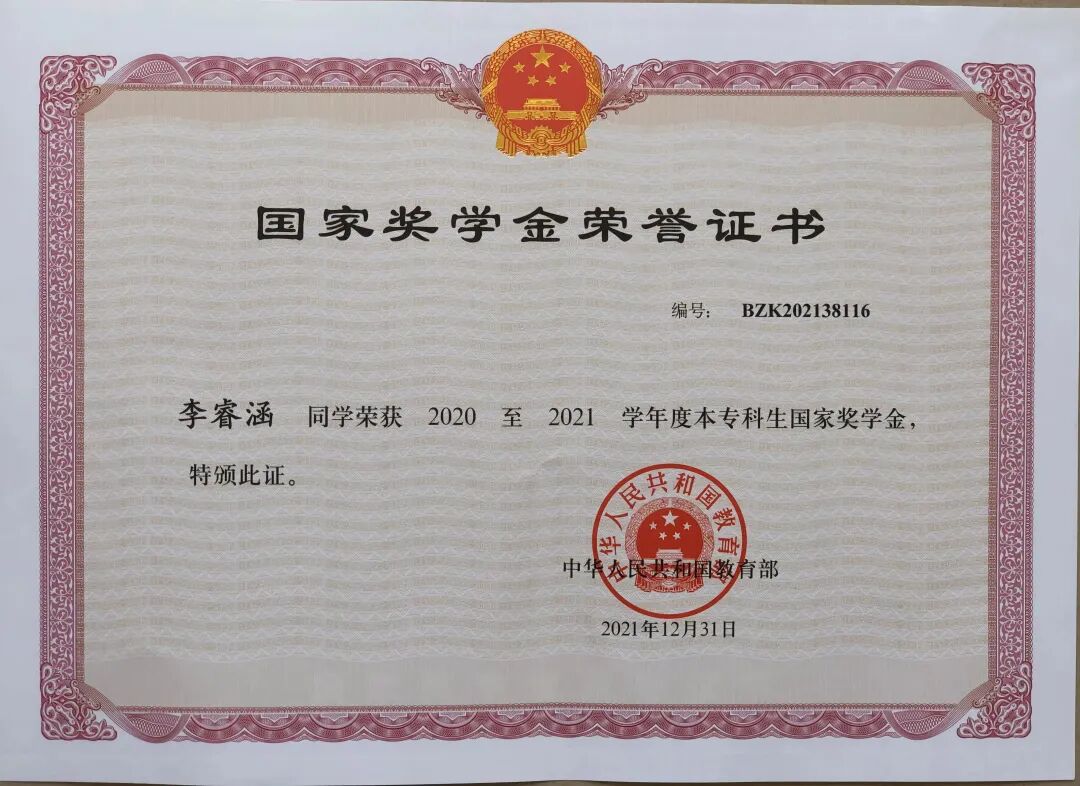 国家奖学金荣誉证书
编号： BZK202138116
李睿涵 同学荣获 2020 至 2021 学年度本专科生国家奖学金，
特颁此证。
中华人民共和国教育部
中华人民共和国教育部
2021年12月31日